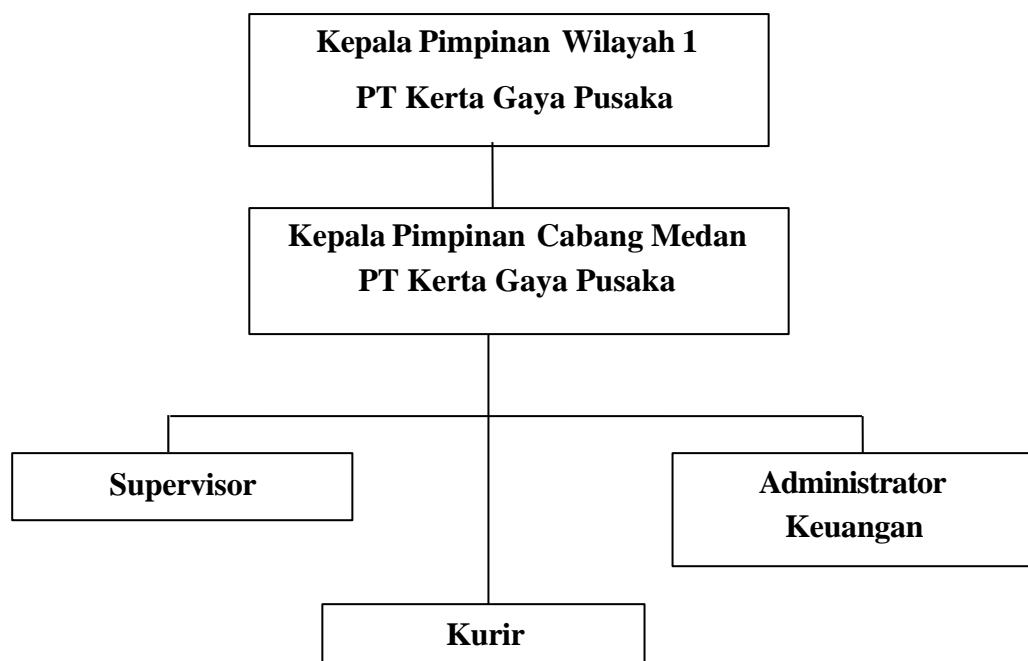 Kepala Pimpinan Wilayah 1
PT Kerta Gaya Pusaka
Kepala Pimpinan Cabang Medan
PT Kerta Gaya Pusaka
Supervisor
Administrator
Keuangan
Kurir